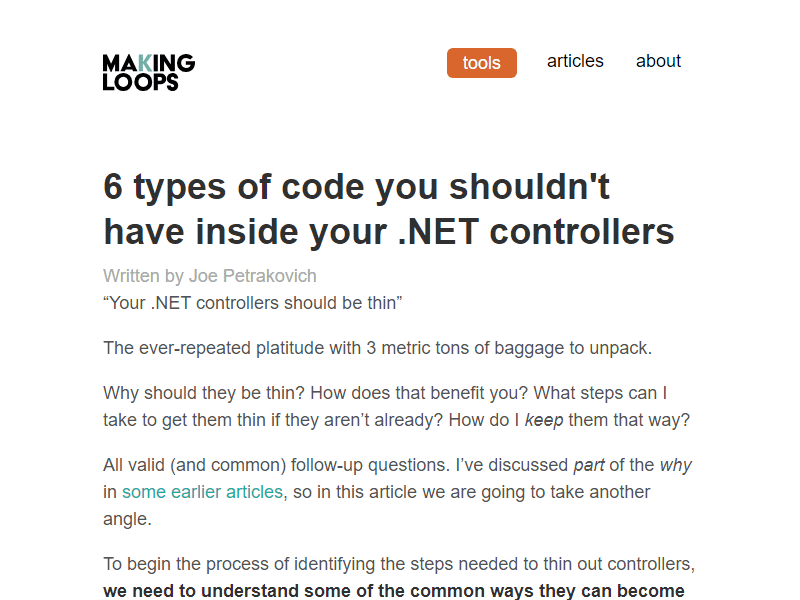 MAKING
LOOPS
tools
articles
about
6 types of code you shouldn't
have inside your .NET controllers
Written by Joe Petrakovich
“Your .NET controllers should be thin”
The ever-repeated platitude with 3 metric tons of baggage to unpack.
Why should they be thin? How does that benefit you? What steps can I
take to get them thin if they aren’t already? How do I keep them that way?
All valid (and common) follow-up questions. I’ve discussed part of the why
in some earlier articles, so in this article we are going to take another
angle.
To begin the process of identifying the steps needed to thin out controllers,
we need to understand some of the common ways they can become